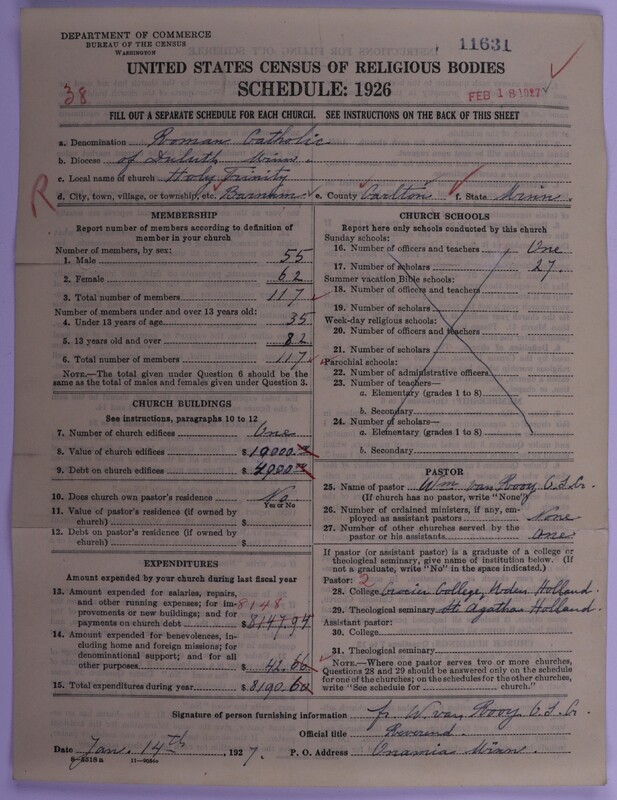 DEPARTMENT OF COMMERCE
BUREAU OF THE CENSUS
WASHINGTON
11631
UNITED STATES CENSUS OF RELIGIOUS BODIES
SCHEDULE: 1926
38
FEB 18 1927
FILL OUT A SEPARATE SCHEDULE FOR EACH CHURCH. SEE INSTRUCTIONS ON THE BACK OF THIS SHEET
a. Denomination Roman Catholic
b. Diocese of Duluth Minn.
c. Local name of church Holy Trinity
R
d. City, town, village, or township, etc. Barnum e. County Carlton f. State Minn.
MEMBERSHIP
Report number of members according to definition of
member in your church
Number of members, by sex:
1. Male 55
2. Female 62
3. Total number of members 117
Number of members under and over 13 years old:
4. Under 13 years of age 35
5. 13 years old and over 82
6. Total number of members 117
NOTE.—The total given under Question 6 should be the
same as the total of males and females given under Question 3.
CHURCH BUILDINGS
See instructions, paragraphs 10 to 12
7. Number of church edifices One
8. Value of church edifices $
9. Debt on church edifices $
10. Does church own pastor's residence No
Yes or No
11. Value of pastor's residence (if owned by
church) $
12. Debt on pastor's residence (if owned by
church) $
EXPENDITURES
Amount expended by your church during last fiscal year
13. Amount expended for salaries, repairs,
and other running expenses; for im-
provements or new buildings; and for
payments on church debt 8148
$8147.94
14. Amount expended for benevolences, in-
cluding home and foreign missions; for
denominational support; and for all
other purposes $42.66
15. Total expenditures during year $8190.60
CHURCH SCHOOLS
Report here only schools conducted by this church
Sunday schools:
16. Number of officers and teachers One
17. Number of scholars 27.
Summer vacation Bible schools:
18. Number of officers and teachers
19. Number of scholars
Week-day religious schools:
20. Number of officers and teachers
21. Number of scholars
Parochial schools:
22. Number of administrative officers
23. Number of teachers—
a. Elementary (grades 1 to 8)
b. Secondary
24. Number of scholars—
a. Elementary (grades 1 to 8)
b. Secondary
PASTOR
25. Name of pastor Wm van Rooy O.S.Cr.
(If church has no pastor, write "None")
26. Number of ordained ministers, if any, em-
ployed as assistant pastors None
27. Number of other churches served by the
pastor or his assistants One
If pastor (or assistant pastor) is a graduate of a college or
theological seminary, give name of institution below. (If
not a graduate, write "No" in the space indicated.)
Pastor: 2
28. College Crosier College, Uden Holland
29. Theological seminary St. Agatha Holland.
Assistant pastor:
30. College
31. Theological seminary
NOTE.—Where one pastor serves two or more churches,
Questions 28 and 29 should be answered only on the schedule
for one of the churches; on the schedules for the other churches,
write "See schedule for church."
Signature of person furnishing information fr. W. van Rooy O.S.Cr.
Official title Reverend
Date Jan. 14th 1927. P. O. Address Onamia Minn.
8—5318a 11—9084c